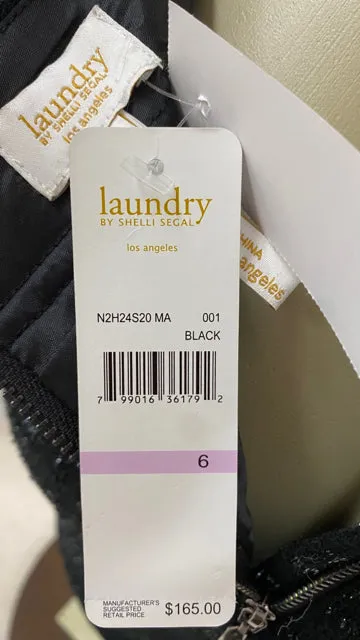 laundry
BY SHELLI SEGAL
los angeles
laundry
BY SHELLI SEGAL
los angeles
HINA
angeles
N2H24S20 MA 001
BLACK
7 99016 36179 2
6
MANUFACTURER'S
SUGGESTED
RETAIL PRICE $165.00